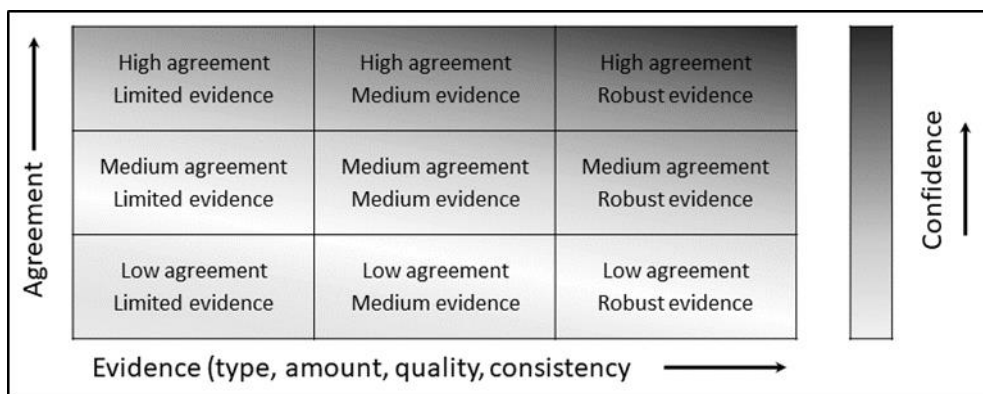 Agreement
High agreement
Limited evidence
High agreement
Medium evidence
High agreement
Robust evidence
Medium agreement
Limited evidence
Medium agreement
Medium evidence
Medium agreement
Robust evidence
Low agreement
Limited evidence
Low agreement
Medium evidence
Low agreement
Robust evidence
Evidence (type, amount, quality, consistency
Confidence